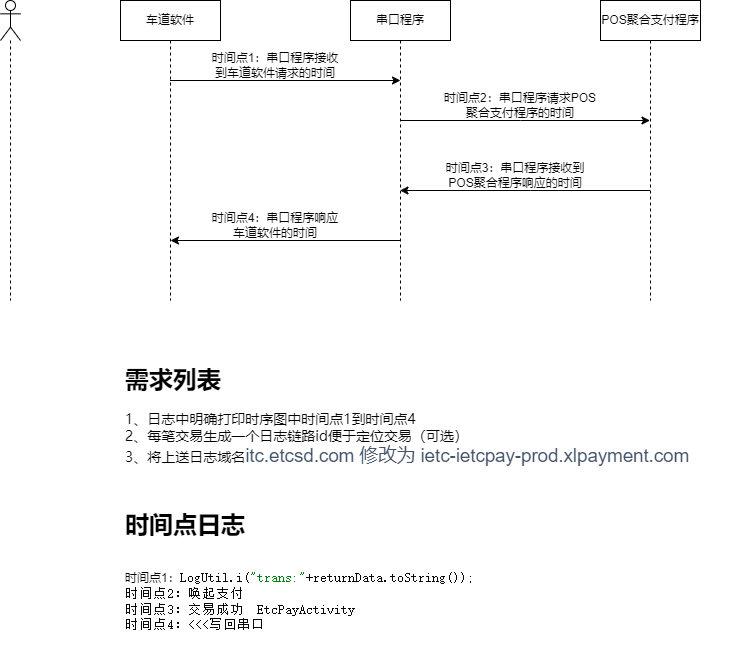 车道软件
串口程序
POS聚合支付程序
时间点1：串口程序接收
到车道软件请求的时间
时间点2：串口程序请求POS
聚合支付程序的时间
时间点3：串口程序接收到
POS聚合程序响应的时间
时间点4：串口程序响应
车道软件的时间
需求列表
1、日志中明确打印时序图中时间点1到时间点4
2、每笔交易生成一个日志链路id便于定位交易（可选）
3、将上送日志域名itc.etcsd.com 修改为 ietc-ietcpay-prod.xlpayment.com
时间点日志
时间点1：LogUtil.i("trans:"+returnData.toString());
时间点2：唤起支付
时间点3：交易成功  EtcPayActivity
时间点4：<<<写回串口